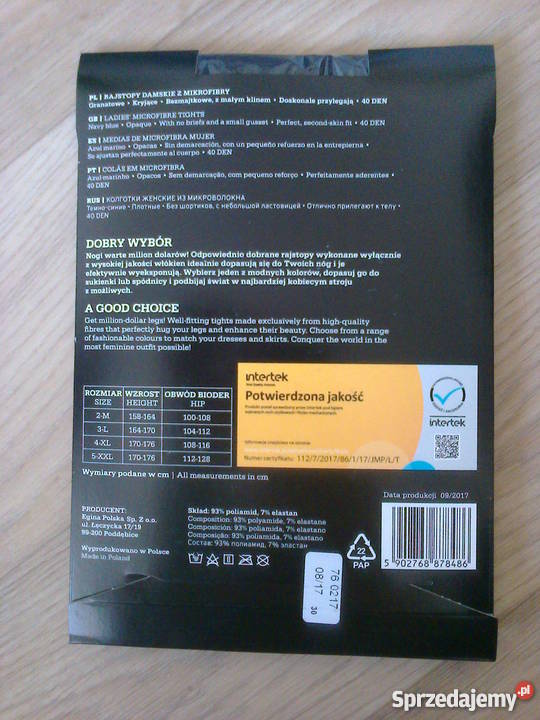 PL | RAJSTOPY DAMSKIE Z MIKROFIBRY
Granatowe • Kryjące • Bezmajtkowe, z małym klinem • Doskonale przylegają • 40 DEN
GB | LADIES' MICROFIBRE TIGHTS
Navy blue • Opaque • With no briefs and a small gusset • Perfect, second-skin fit • 40 DEN
ES | MEDIAS DE MICROFIBRA MUJER
Azul marino • Opacas • Sin demarcación, con un pequeño refuerzo en la entrepierna •
Se ajustan perfectamente al cuerpo • 40 DEN
PT | COLÁS EM MICROFIBRA
Azul-marinho • Opacos • Sem demarcação, com pequeno reforço • Perfeitamente aderentes •
40 DEN
RUS | КОЛГОТКИ ЖЕНСКИЕ ИЗ МИКРОВОЛОКНА
Темно-синие • Плотные • Без шортиков, с небольшой ластовицей • Отлично прилегают к телу •
40 DEN
DOBRY WYBÓR
Nogi warte milion dolarów! Odpowiednio dobrane rajstopy wykonane wyłącznie
z wysokiej jakości włókien idealnie dopasują się do Twoich nóg i je
efektywnie wyeksponują. Wybierz jeden z modnych kolorów, dopasuj go do
sukienki lub spódnicy i podbijaj świat w najbardziej kobiecym stroju
z możliwych.
A GOOD CHOICE
Get million-dollar legs! Well-fitting tights made exclusively from high-quality
fibres that perfectly hug your legs and enhance their beauty. Choose from a range
of fashionable colours to match your dresses and skirts. Conquer the world in the
most feminine outfit possible!
ROZMIAR SIZE WZROST HEIGHT OBWÓD BIODER HIP
2-M 158-164 100-108
3-L 164-170 104-112
4-XL 170-176 108-116
5-XXL 170-176 112-128
Wymiary podane w cm | All measurements in cm
intertek
Potwierdzona jakość
Numer certyfikatu: 112/7/2017/86/1/17/JMP/L/T
intertek
PRODUCENT:
Egina Polska Sp. Z o.o.
ul. Łęczycka 17/19
99-200 Poddębice
Wyprodukowano w Polsce
Made in Poland
Skład: 93% poliamid, 7% elastan
Composition: 93% polyamide, 7% elastane
Composición: 93% poliamida, 7% elastano
Composição: 93% poliamida, 7% elastano
Состав: 93% полиамид, 7% эластан
22
PAP
Data produkcji 09/2017
5 902768 878486
76 0217
08/17
30
Sprzedajemy.pl